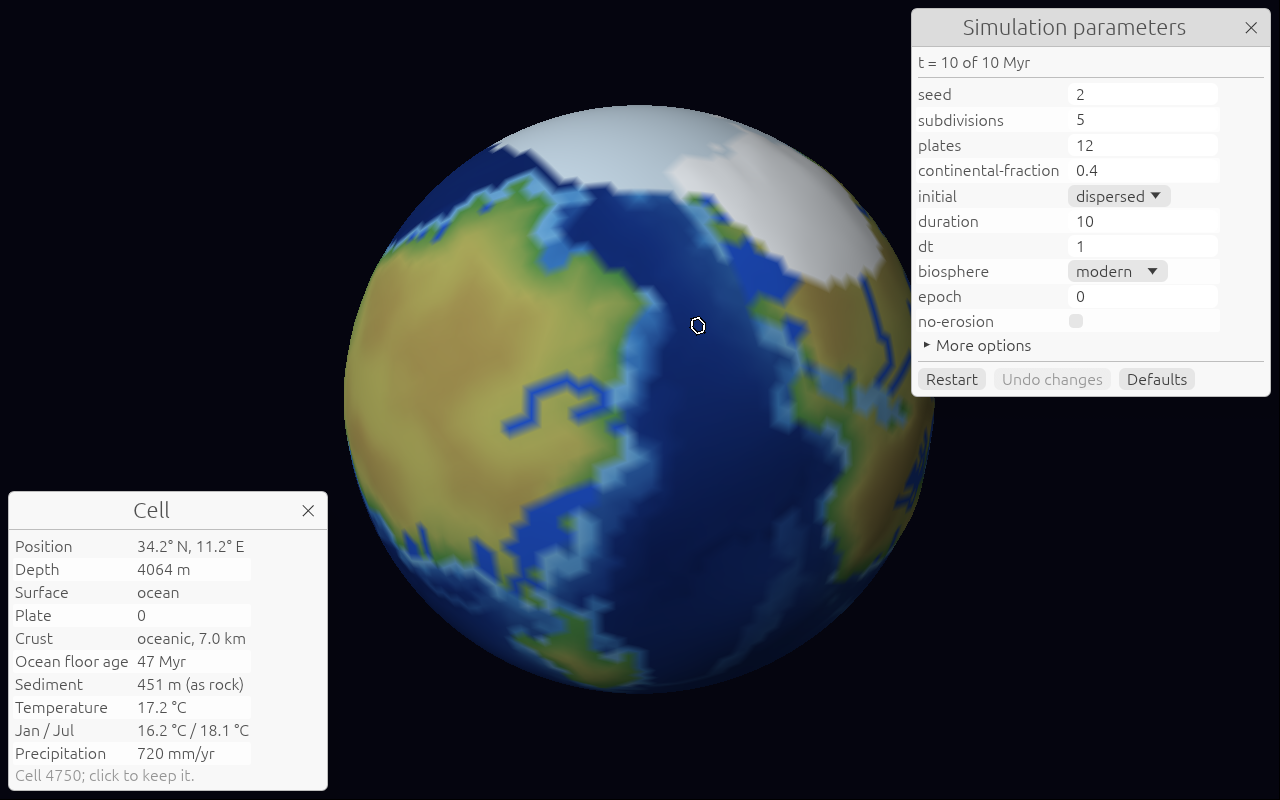 Simulation parameters
t = 10 of 10 Myr
seed 2
subdivisions 5
plates 12
continental-fraction 0.4
initial dispersed
duration 10
dt 1
biosphere modern
epoch 0
no-erosion
More options
Restart Undo changes Defaults
Cell
Position 34.2° N, 11.2° E
Depth 4064 m
Surface ocean
Plate 0
Crust oceanic, 7.0 km
Ocean floor age 47 Myr
Sediment 451 m (as rock)
Temperature 17.2 °C
Jan / Jul 16.2 °C / 18.1 °C
Precipitation 720 mm/yr
Cell 4750; click to keep it.